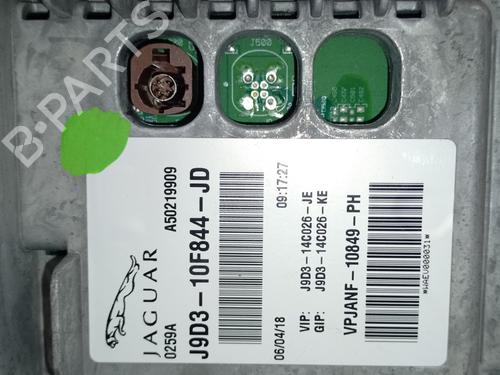 B-PARTS
J500
JAGUAR
0259A
A50219909
J9D3-10F844-JD
06/04/18
09:17:27
VIP: J9D3-14C026-JE
GIP: J9D3-14C026-KE
VPJANF-10849-PH
*WAEV000031*